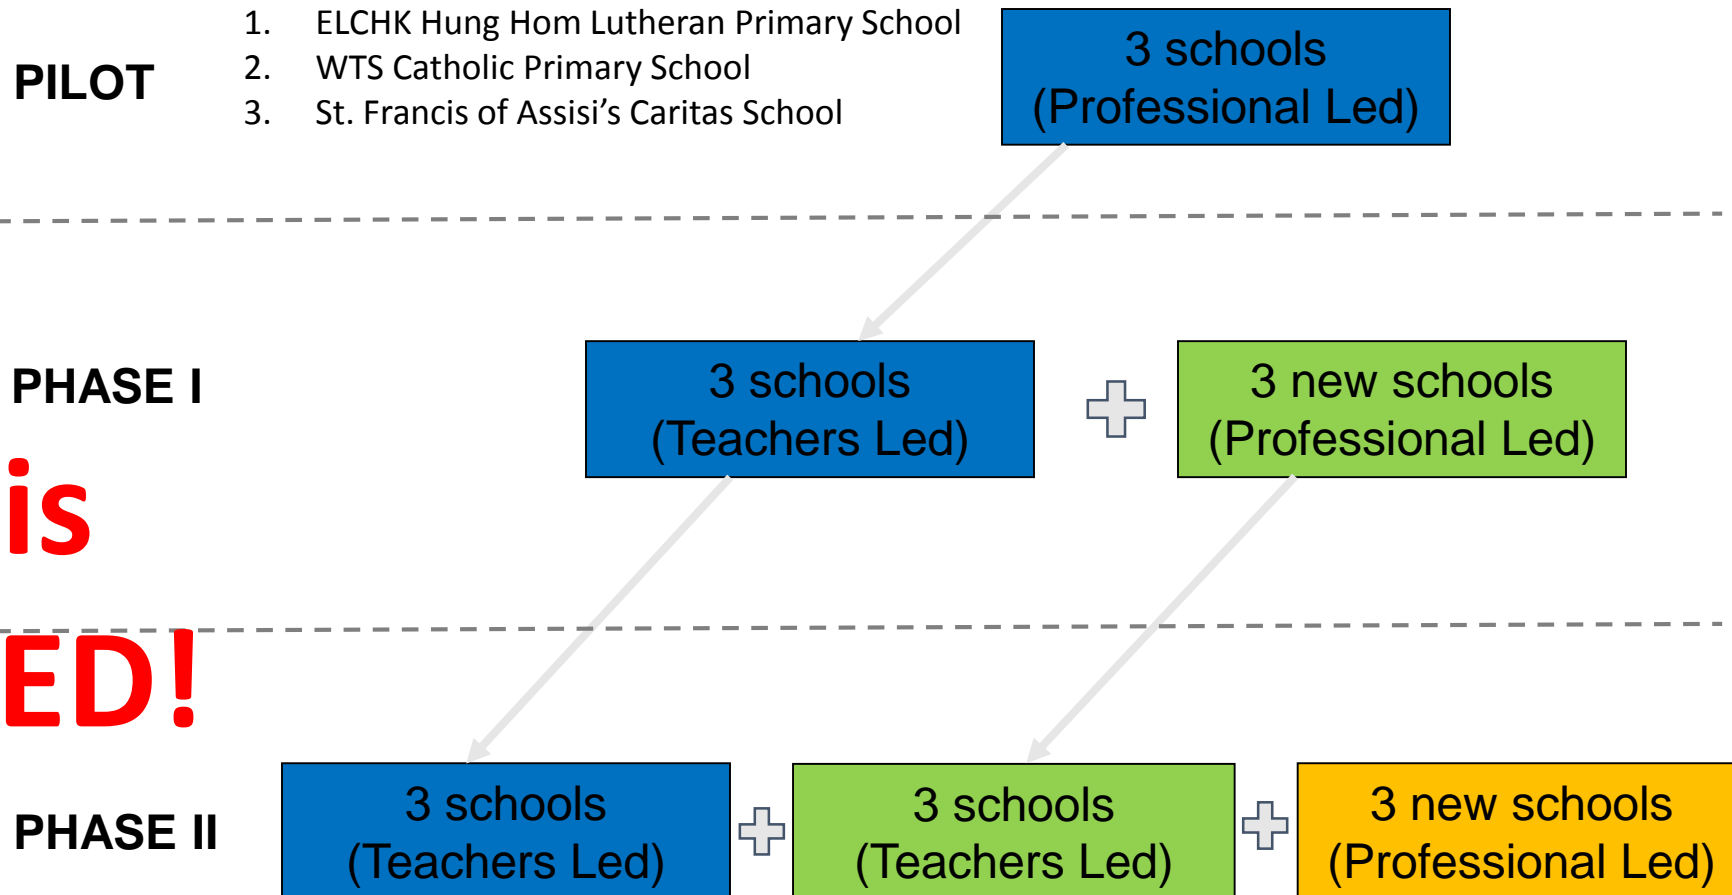 PILOT
1. ELCHK Hung Hom Lutheran Primary School
2. WTS Catholic Primary School
3. St. Francis of Assisi’s Caritas School
3 schools
(Professional Led)
PHASE I
3 schools
(Teachers Led)
3 new schools
(Professional Led)
is
ED!
PHASE II
3 schools
(Teachers Led)
3 schools
(Teachers Led)
3 new schools
(Professional Led)